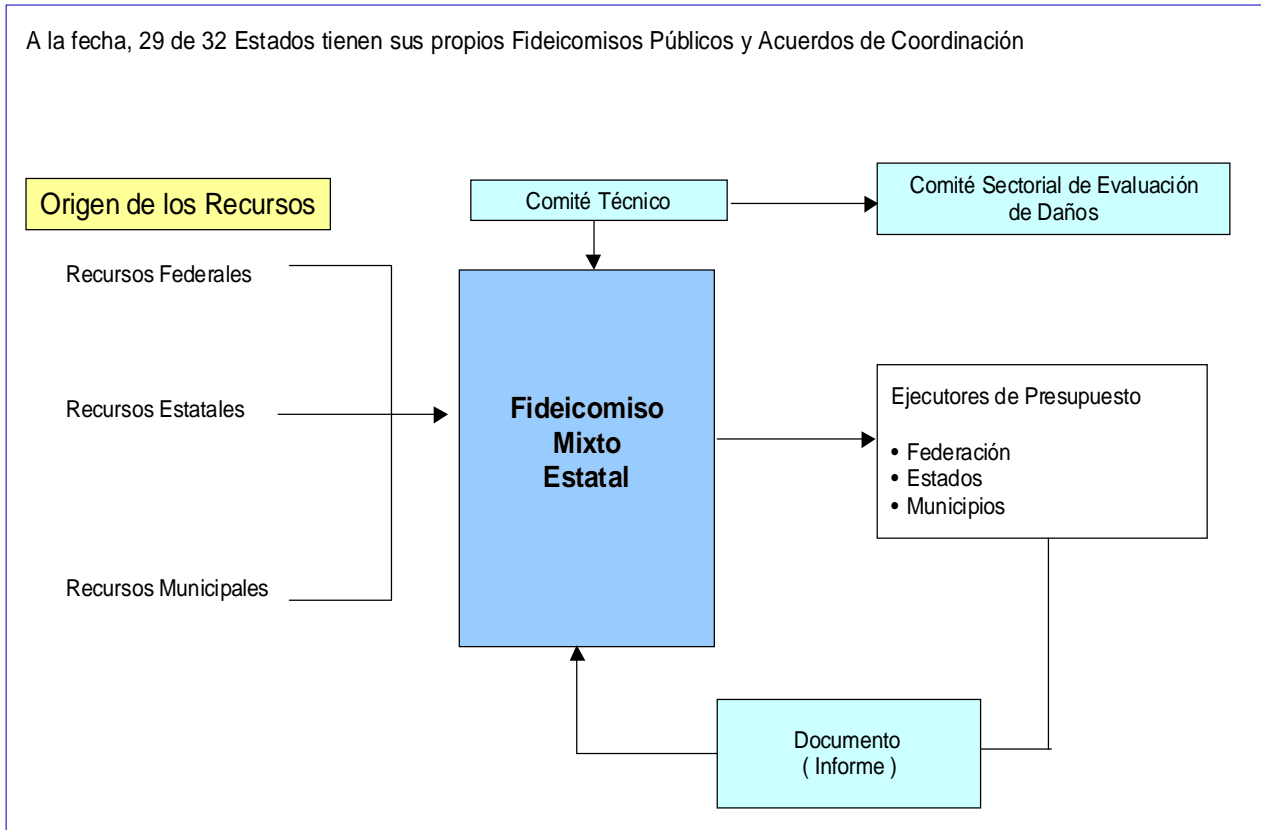 A la fecha, 29 de 32 Estados tienen sus propios Fideicomisos Públicos y Acuerdos de Coordinación
Origen de los Recursos
Comité Técnico
Comité Sectorial de Evaluación
de Daños
Recursos Federales
Recursos Estatales
Recursos Municipales
Fideicomiso
Mixto
Estatal
Ejecutores de Presupuesto
• Federación
• Estados
• Municipios
Documento
( Informe )